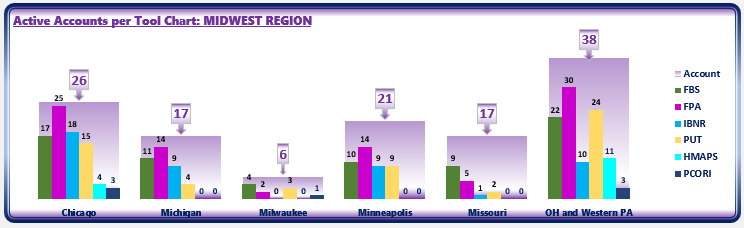 Active Accounts per Tool Chart: MIDWEST REGION
26
17
6
21
17
38
17 25 18 15 4 3
11 14 9 4 0 0
4 2 0 3 0 1
10 14 9 9 0 0
9 5 1 2 0 0
22 30 10 24 11 3
Chicago
Michigan
Milwaukee
Minneapolis
Missouri
OH and Western PA
Account
FBS
FPA
IBNR
PUT
HMAPS
PCORI